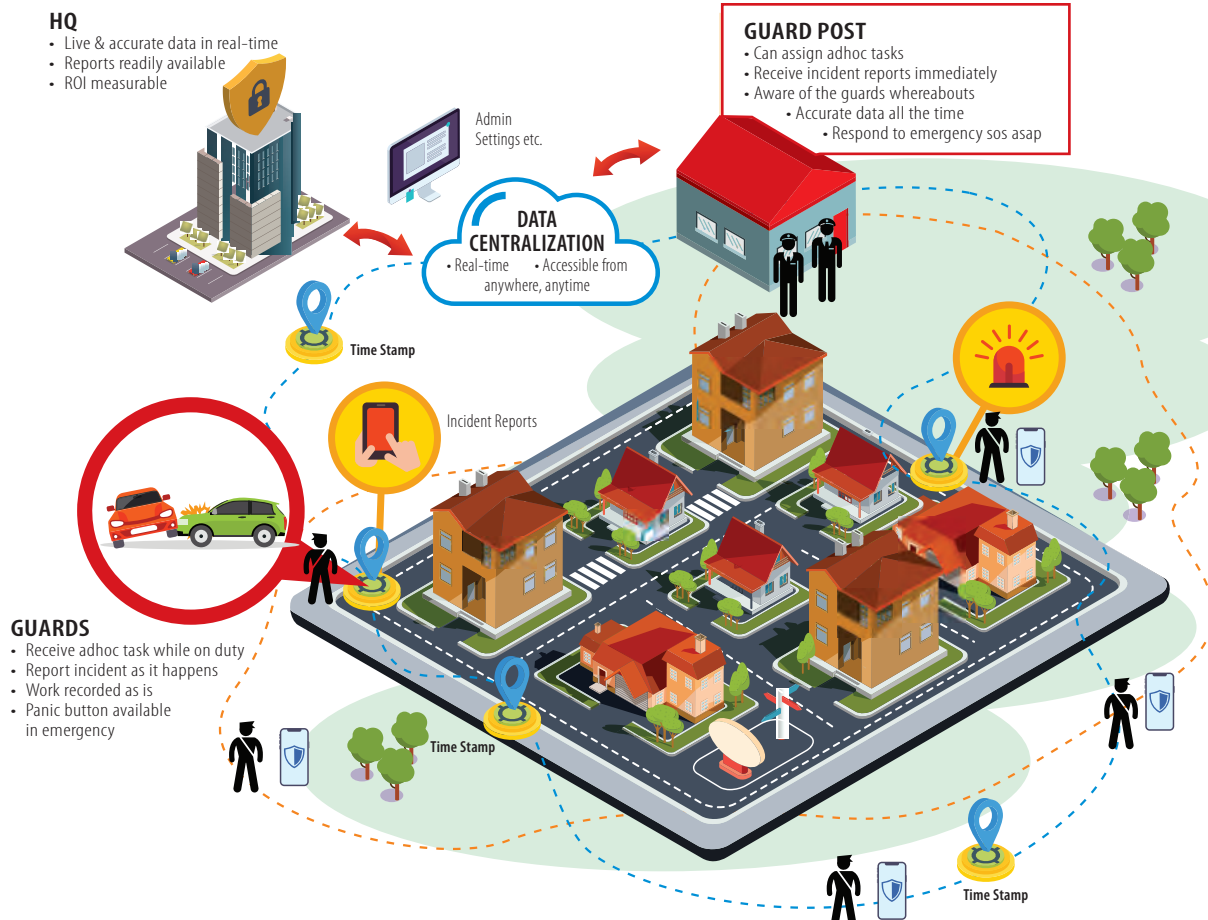 HQ
• Live & accurate data in real-time
• Reports readily available
• ROI measurable
GUARD POST
• Can assign adhoc tasks
• Receive incident reports immediately
• Aware of the guards whereabouts
• Accurate data all the time
• Respond to emergency sos asap
Admin
Settings etc.
DATA
CENTRALIZATION
• Real-time • Accessible from
anywhere, anytime
Time Stamp
Incident Reports
GUARDS
• Receive adhoc task while on duty
• Report incident as it happens
• Work recorded as is
• Panic button available
in emergency
Time Stamp
Time Stamp